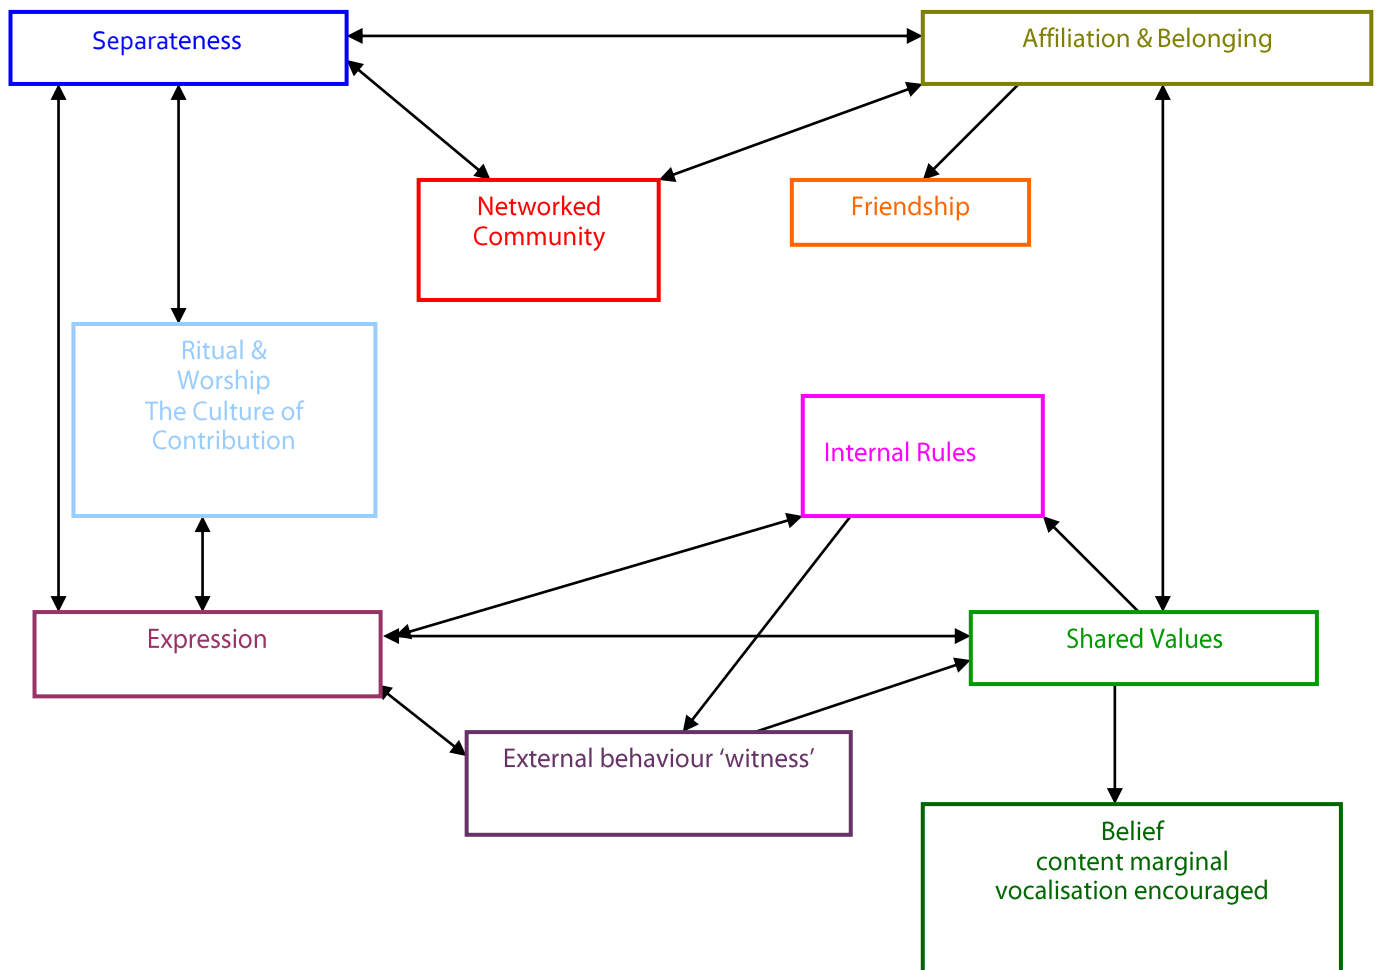 Separateness
Affiliation & Belonging
Networked
Community
Friendship
Ritual &
Worship
The Culture of
Contribution
Internal Rules
Expression
Shared Values
External behaviour ‘witness’
Belief
content marginal
vocalisation encouraged